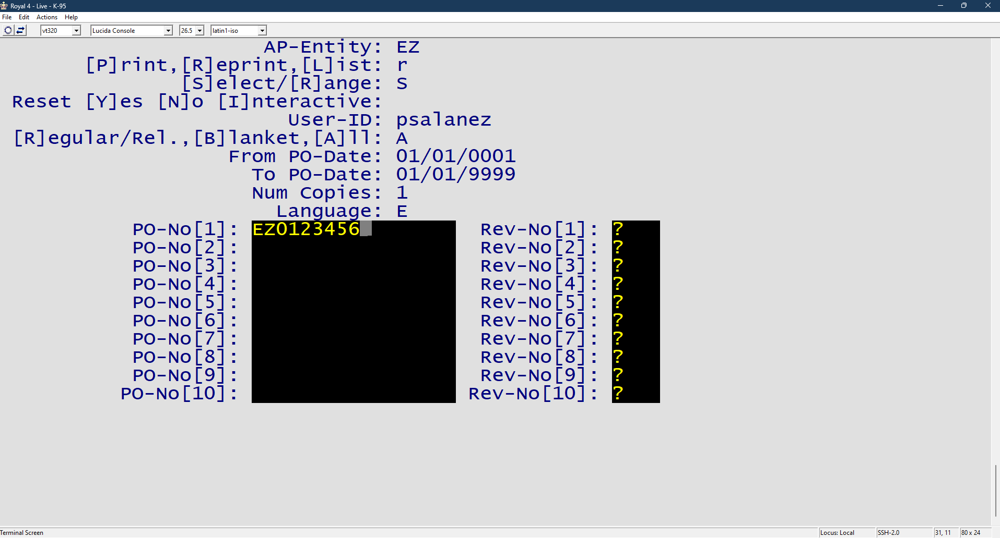 Royal 4 - Live - K-95
File Edit Actions Help
vt320 Lucida Console 26.5 latin1-iso
AP-Entity: EZ
[P]rint,[R]eprint,[L]ist: r
[S]elect/[R]ange: S
Reset [Y]es [N]o [I]nteractive:
User-ID: psalanez
[R]egular/Rel.,[B]lanket,[A]ll: A
From PO-Date: 01/01/0001
To PO-Date: 01/01/9999
Num Copies: 1
Language: E
PO-No[1]: EZ0123456 Rev-No[1]: ?
PO-No[2]: Rev-No[2]: ?
PO-No[3]: Rev-No[3]: ?
PO-No[4]: Rev-No[4]: ?
PO-No[5]: Rev-No[5]: ?
PO-No[6]: Rev-No[6]: ?
PO-No[7]: Rev-No[7]: ?
PO-No[8]: Rev-No[8]: ?
PO-No[9]: Rev-No[9]: ?
PO-No[10]: Rev-No[10]: ?
Terminal Screen Locus: Local SSH-2.0 31, 11 80 x 24